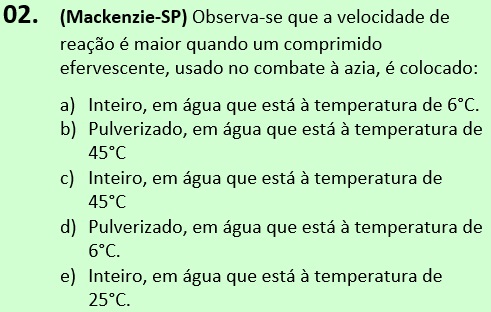 02. (Mackenzie-SP) Observa-se que a velocidade de
reação é maior quando um comprimido
efervescente, usado no combate à azia, é colocado:
a) Inteiro, em água que está à temperatura de 6°C.
b) Pulverizado, em água que está à temperatura de
45°C
c) Inteiro, em água que está à temperatura de
45°C
d) Pulverizado, em água que está à temperatura de
6°C.
e) Inteiro, em água que está à temperatura de
25°C.